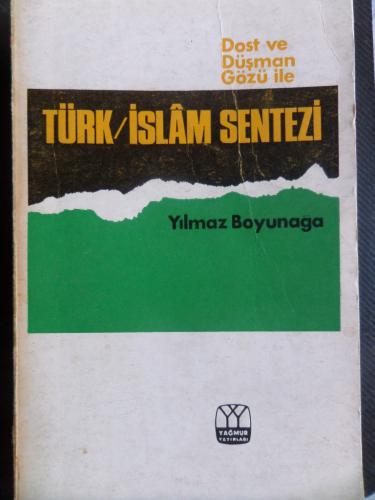 Dost ve
Düşman
Gözü ile
TÜRK/İSLÂM SENTEZİ
Yılmaz Boyunaga
YAĞMUR
YAYINLARI